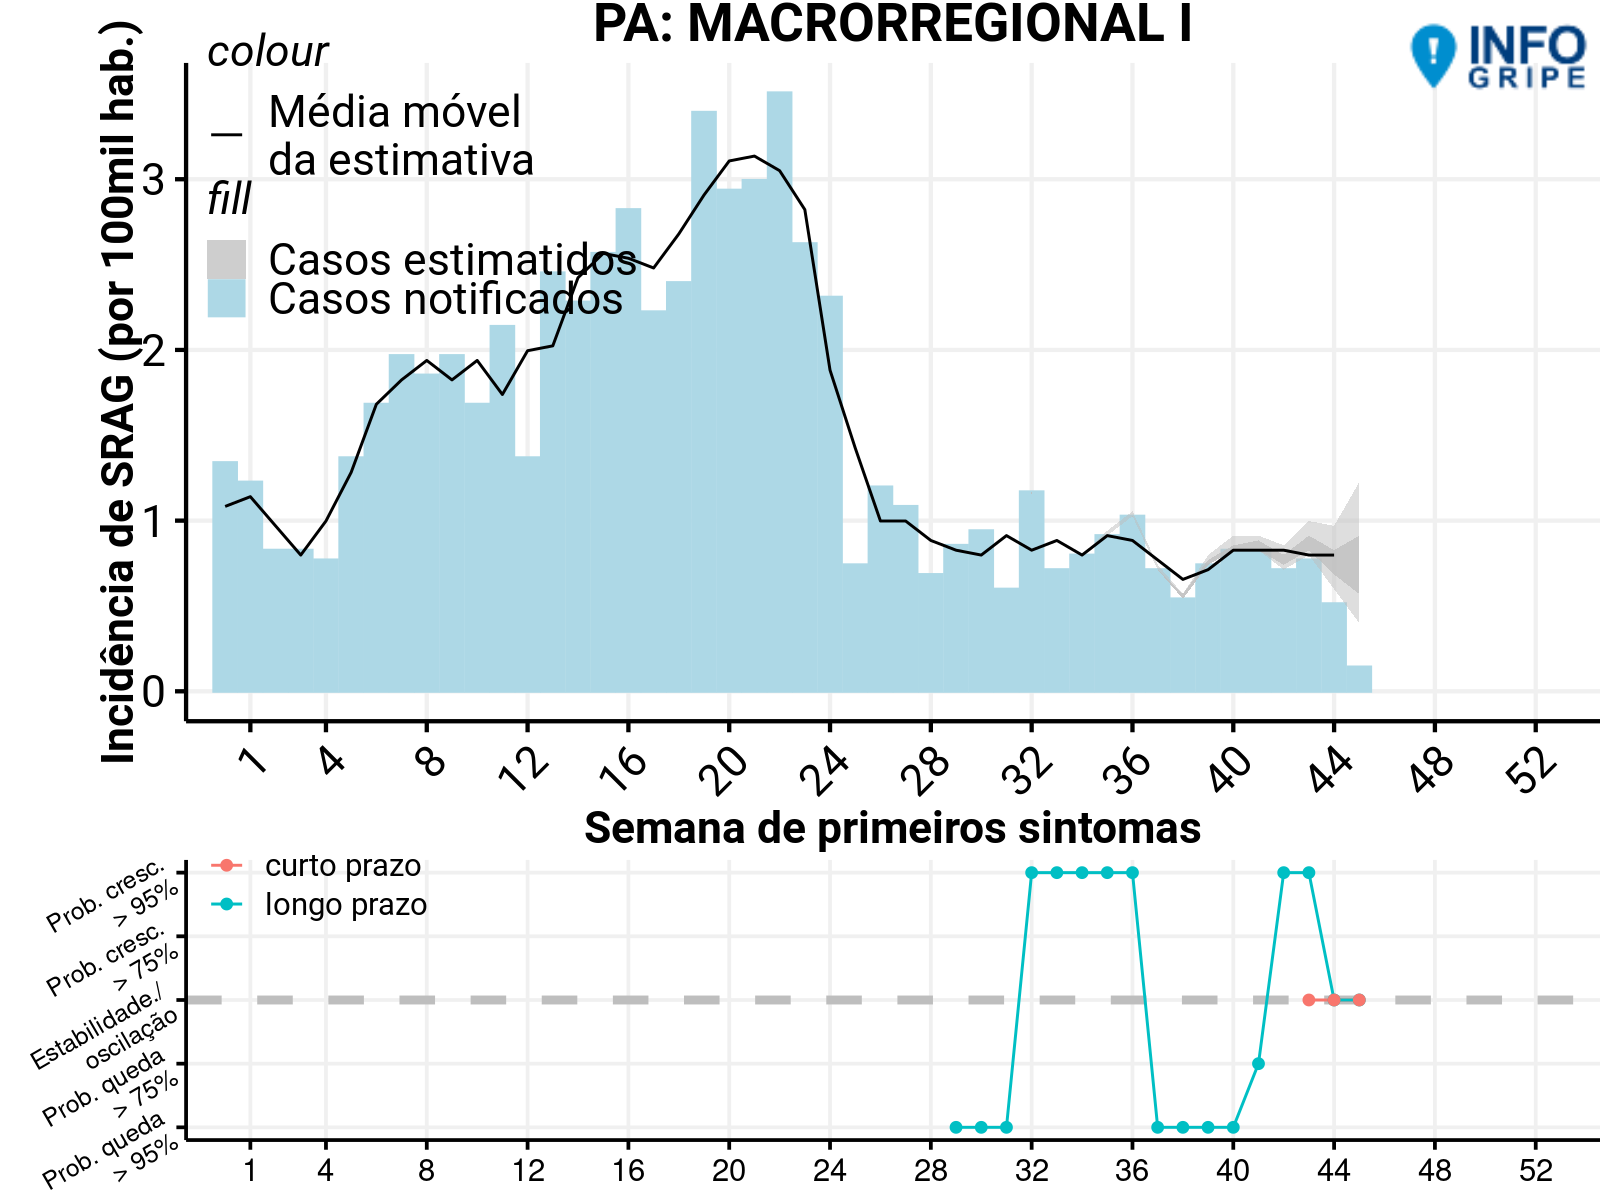 PA: MACRORREGIONAL I
INFO
GRIPE
Incidência de SRAG (por 100mil hab.)
colour
Média móvel
da estimativa
fill
Casos estimatidos
Casos notificados
3
2
1
0
1 4 8 12 16 20 24 28 32 36 40 44 48 52
Semana de primeiros sintomas
curto prazo
longo prazo
Prob. cresc.
> 95%
Prob. cresc.
> 75%
Estabilidade./
oscilação
Prob. queda
> 75%
Prob. queda
> 95%
1 4 8 12 16 20 24 28 32 36 40 44 48 52